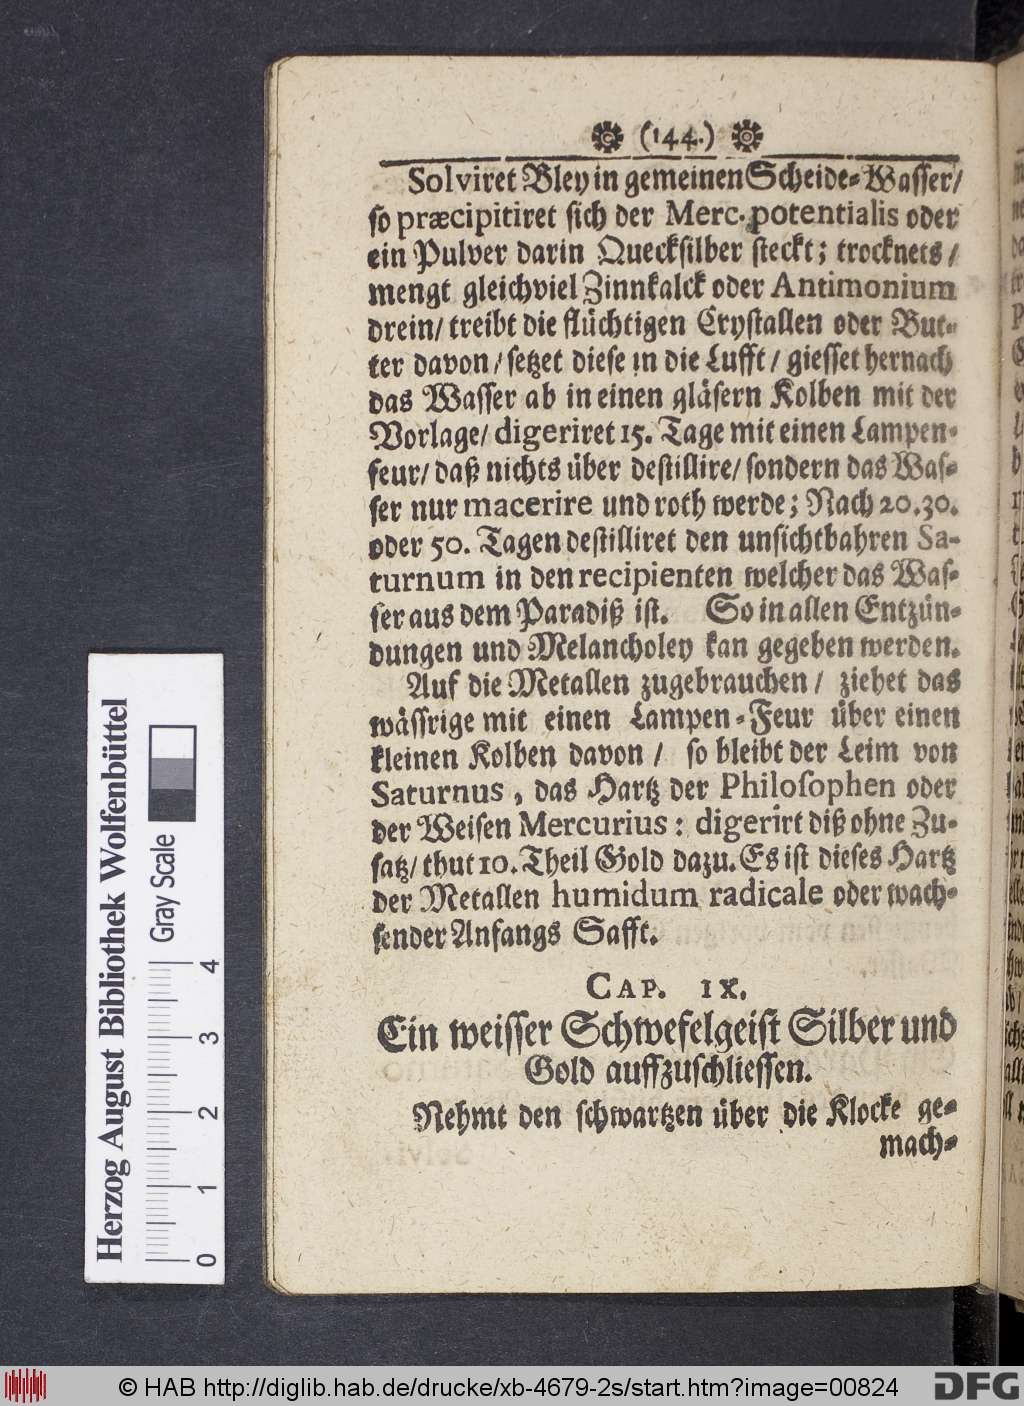 (144.)
Solviret Bley in gemeinen Scheide-Wasser/
so præcipitiret sich der Merc. potentialis oder
ein Pulver darin Quecksilber steckt; trocknets/
mengt gleichviel Zinnkalck oder Antimonium
drein/ treibt die flüchtigen Crystallen oder But-
ter davon/ setzet diese in die Lufft/ giesset hernach
das Wasser ab in einen gläsern Kolben mit der
Vorlage/ digeriret 15. Tage mit einen Lampen-
feur/ daß nichts über destillire/ sondern das Was-
ser nur macerire und roth werde; Nach 20. 30.
oder 50. Tagen destilliret den unsichtbahren Sa-
turnum in den recipienten welcher das Was-
ser aus dem Paradiß ist. So in allen Entzün-
dungen und Melancholey kan gegeben werden.
Auf die Metallen zugebrauchen/ ziehet das
wässrige mit einen Lampen-Feur über einen
kleinen Kolben davon/ so bleibt der Leim von
Saturnus, das Hartz der Philosophen oder
der Weisen Mercurius: digerirt diß ohne Zu-
satz/ thut 10. Theil Gold dazu. Es ist dieses Hartz
der Metallen humidum radicale oder wach-
sender Anfangs Safft.
CAP. IX.
Ein weisser Schwefelgeist Silber und
Gold auffzuschliessen.
Nehmt den schwartzen über die Klocke ge-
mach-
Herzog August Bibliothek Wolfenbüttel
Gray Scale
0 1 2 3 4
© HAB http://diglib.hab.de/drucke/xb-4679-2s/start.htm?image=00824
DFG